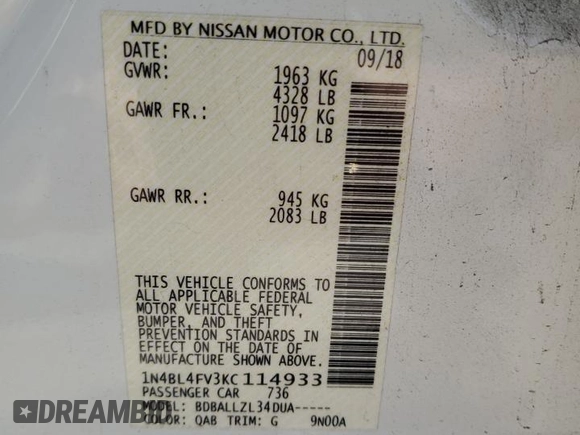 MFD BY NISSAN MOTOR CO., LTD.
DATE: 09/18
GVWR: 1963 KG
4328 LB
GAWR FR.: 1097 KG
2418 LB
GAWR RR.: 945 KG
2083 LB
THIS VEHICLE CONFORMS TO
ALL APPLICABLE FEDERAL
MOTOR VEHICLE SAFETY,
BUMPER, AND THEFT
PREVENTION STANDARDS IN
EFFECT ON THE DATE OF
MANUFACTURE SHOWN ABOVE.
1N4BL4FV3KC114933
PASSENGER CAR 736
MODEL: BDBALLZL34DUA-----
COLOR: QAB TRIM: G 9N00A
DREAMBID